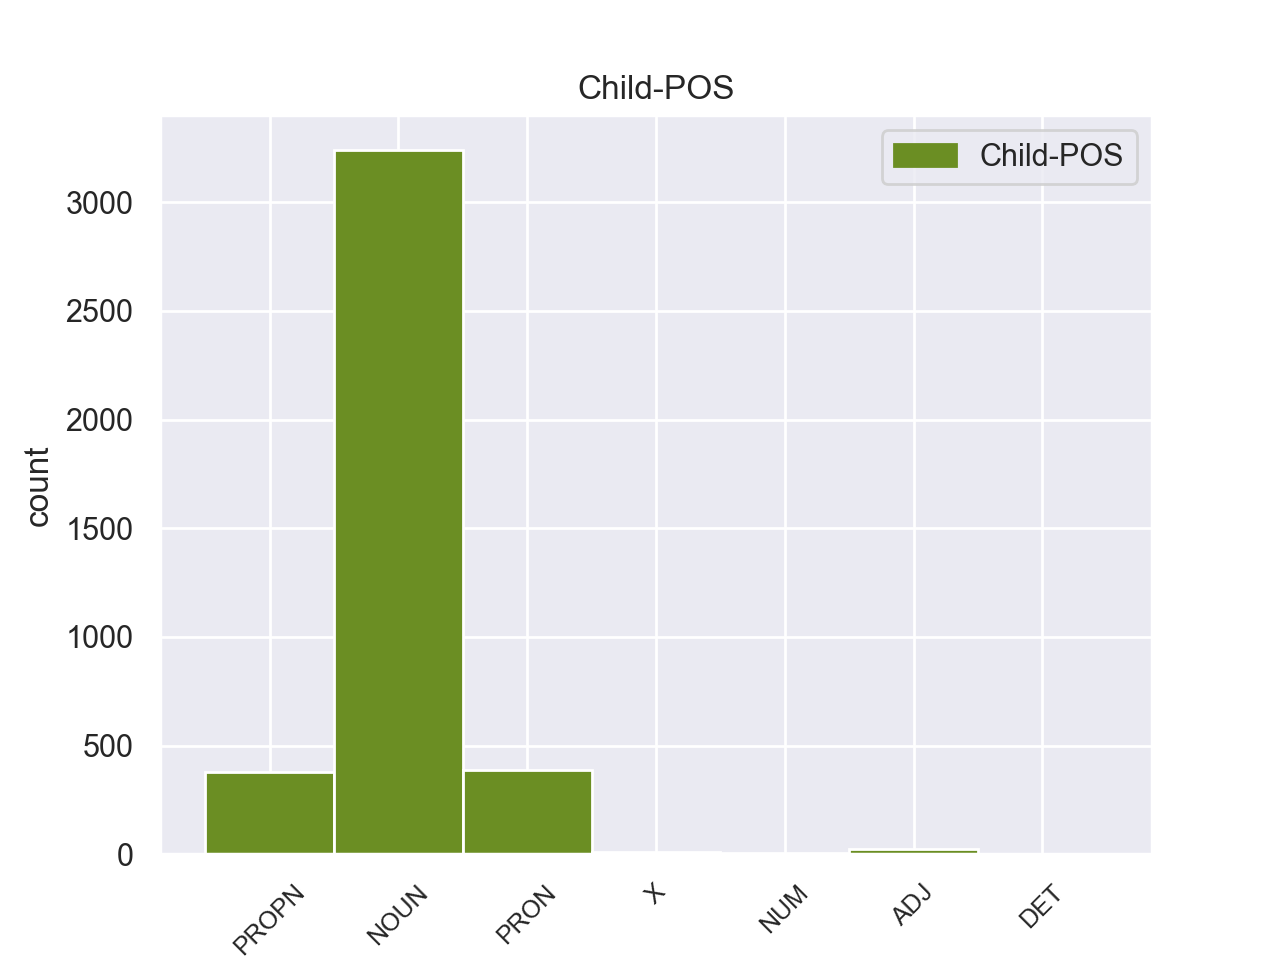 Child-POS
Child-POS
count
3000
2500
2000
1500
1000
500
0
PROPN
NOUN
PRON
X
NUM
ADJ
DET